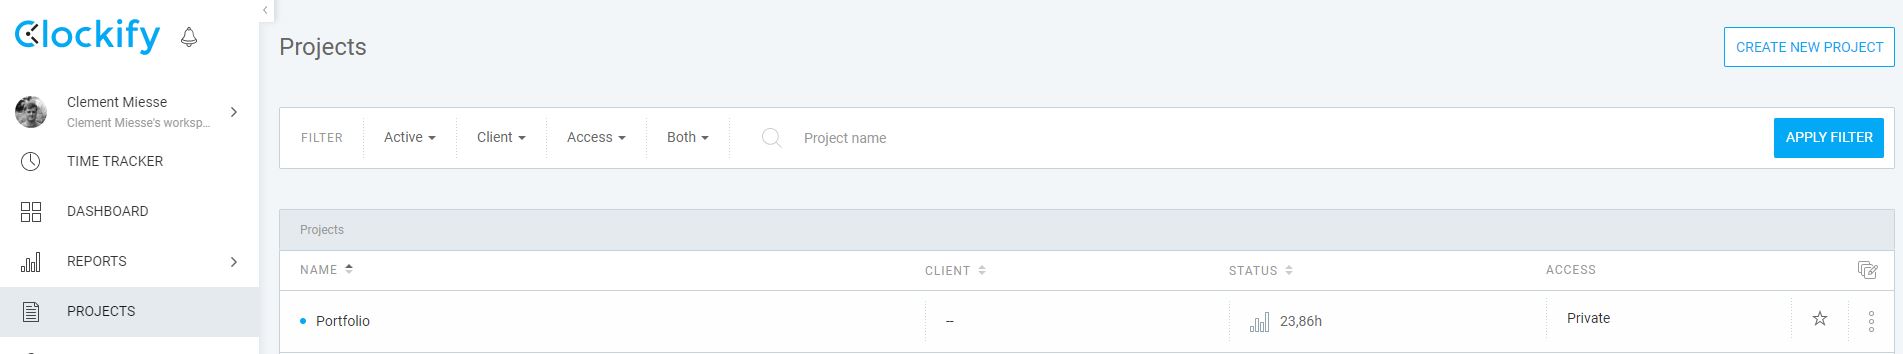 Clockify
Clement Miesse
Clement Miesse's worksp...
TIME TRACKER
DASHBOARD
REPORTS
PROJECTS
Projects
CREATE NEW PROJECT
FILTER Active Client Access Both Project name APPLY FILTER
Projects
NAME CLIENT STATUS ACCESS
Portfolio -- 23,86h Private